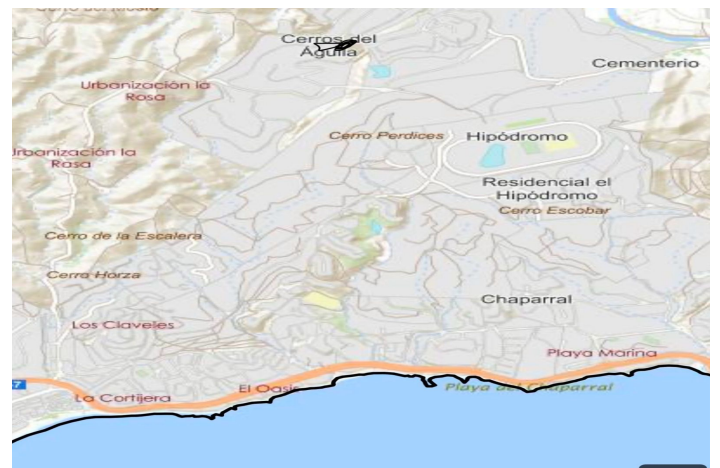 Cerros del
Águila
Cementerio
Urbanización la
Rosa
Cerro Perdices
Hipódromo
Urbanización la
Rosa
Residencial el
Hipódromo
Cerro Escobar
Cerro de la Escalera
Cerro Horza
Chaparral
Los Claveles
Playa Marina
7
El Oasis
Playa del Chaparral
La Cortijera